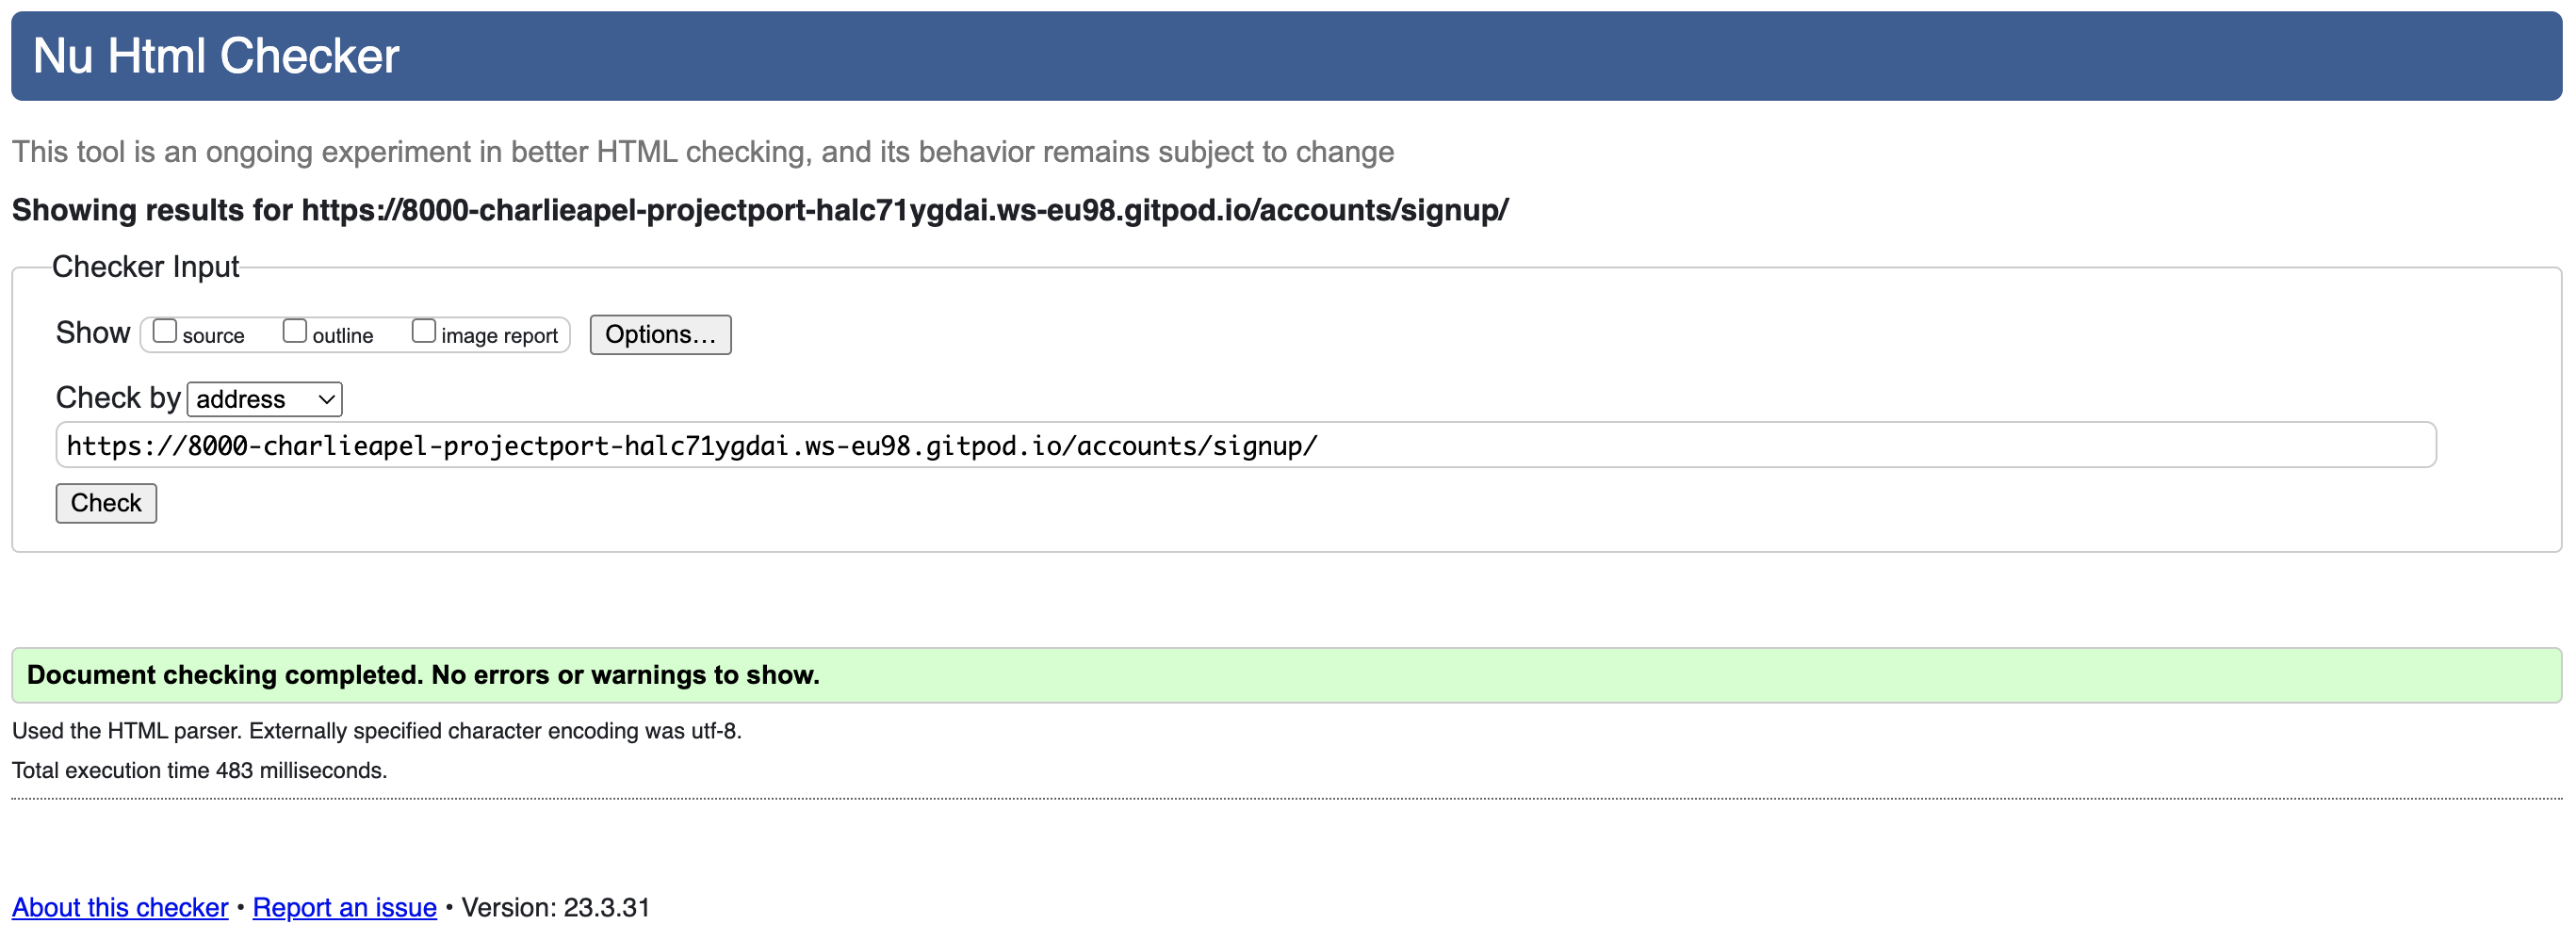 Nu Html Checker
This tool is an ongoing experiment in better HTML checking, and its behavior remains subject to change
Showing results for https://8000-charlieapel-projectport-halc71ygdai.ws-eu98.gitpod.io/accounts/signup/
Checker Input
Show source outline image report Options…
Check by address
https://8000-charlieapel-projectport-halc71ygdai.ws-eu98.gitpod.io/accounts/signup/
Check
Document checking completed. No errors or warnings to show.
Used the HTML parser. Externally specified character encoding was utf-8.
Total execution time 483 milliseconds.
About this checker • Report an issue • Version: 23.3.31